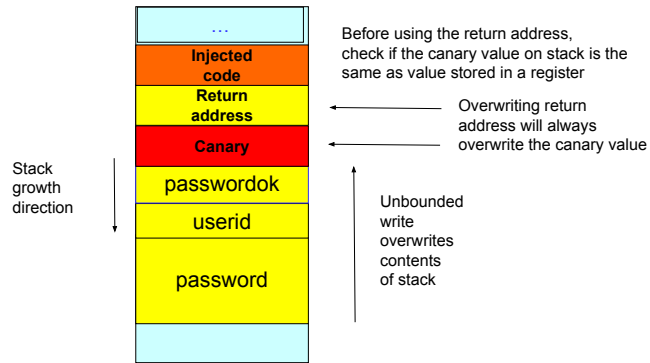 ...
Injected
code
Return
address
Canary
passwordok
userid
password
Stack
growth
direction
Before using the return address,
check if the canary value on stack is the
same as value stored in a register
Overwriting return
address will always
overwrite the canary value
Unbounded
write
overwrites
contents
of stack